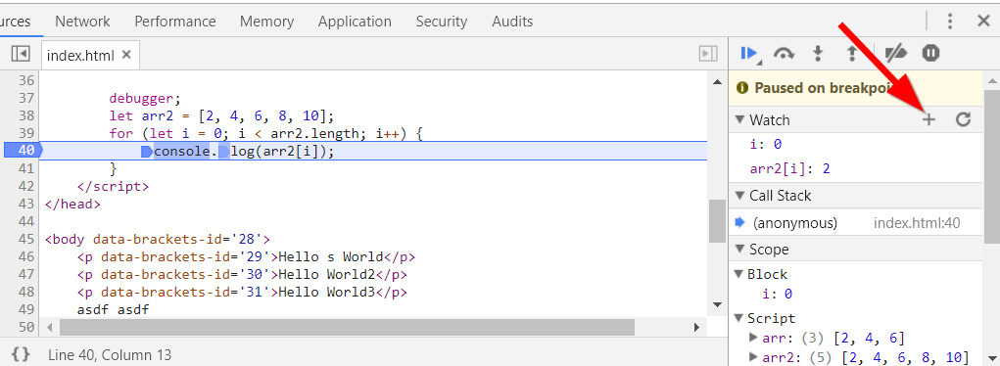 urces Network Performance Memory Application Security Audits
index.html
36
37 debugger;
38 let arr2 = [2, 4, 6, 8, 10];
39 for (let i = 0; i < arr2.length; i++) {
40 console.log(arr2[i]);
41 }
42 </script>
43 </head>
44
45 <body data-brackets-id='28'>
46 <p data-brackets-id='29'>Hello s World</p>
47 <p data-brackets-id='30'>Hello World2</p>
48 <p data-brackets-id='31'>Hello World3</p>
49 asdf asdf
50
{} Line 40, Column 13
Paused on breakpoi
Watch
i: 0
arr2[i]: 2
Call Stack
(anonymous) index.html:40
Scope
Block
i: 0
Script
arr: (3) [2, 4, 6]
arr2: (5) [2, 4, 6, 8, 10]